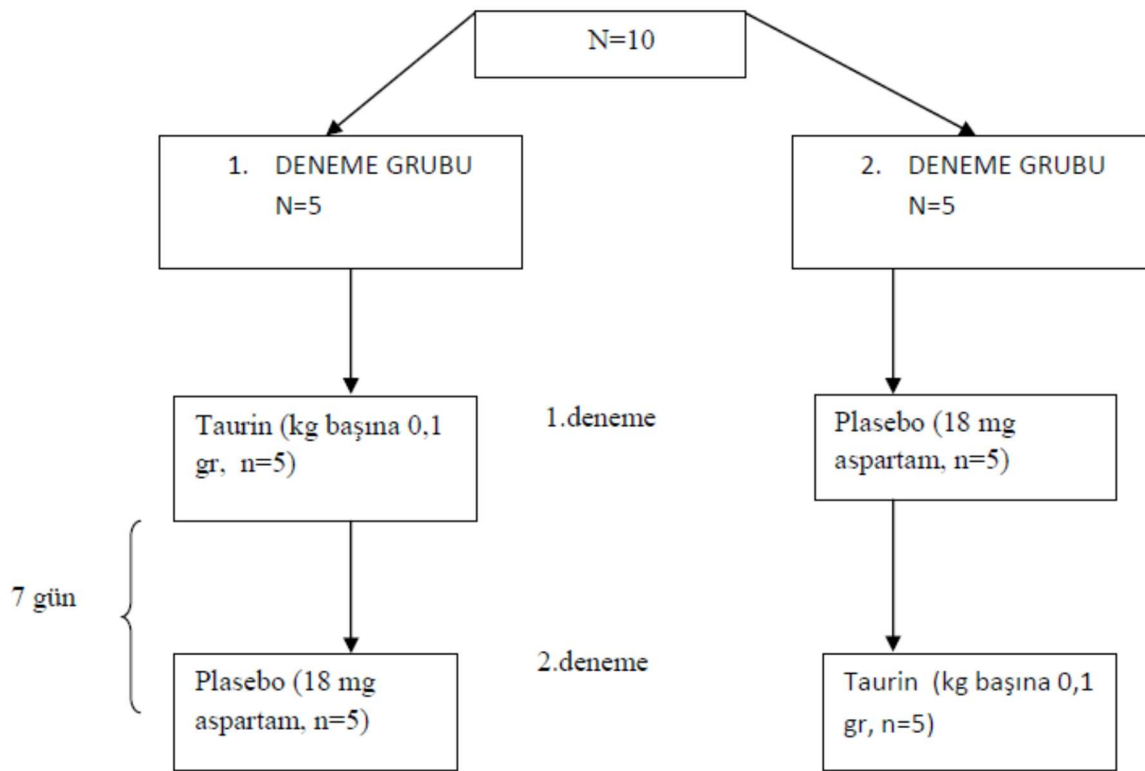 N=10
1. DENEME GRUBU
N=5
2. DENEME GRUBU
N=5
Taurin (kg başına 0,1
gr, n=5)
1.deneme
Plasebo (18 mg
aspartam, n=5)
7 gün
Plasebo (18 mg
aspartam, n=5)
2.deneme
Taurin (kg başına 0,1
gr, n=5)